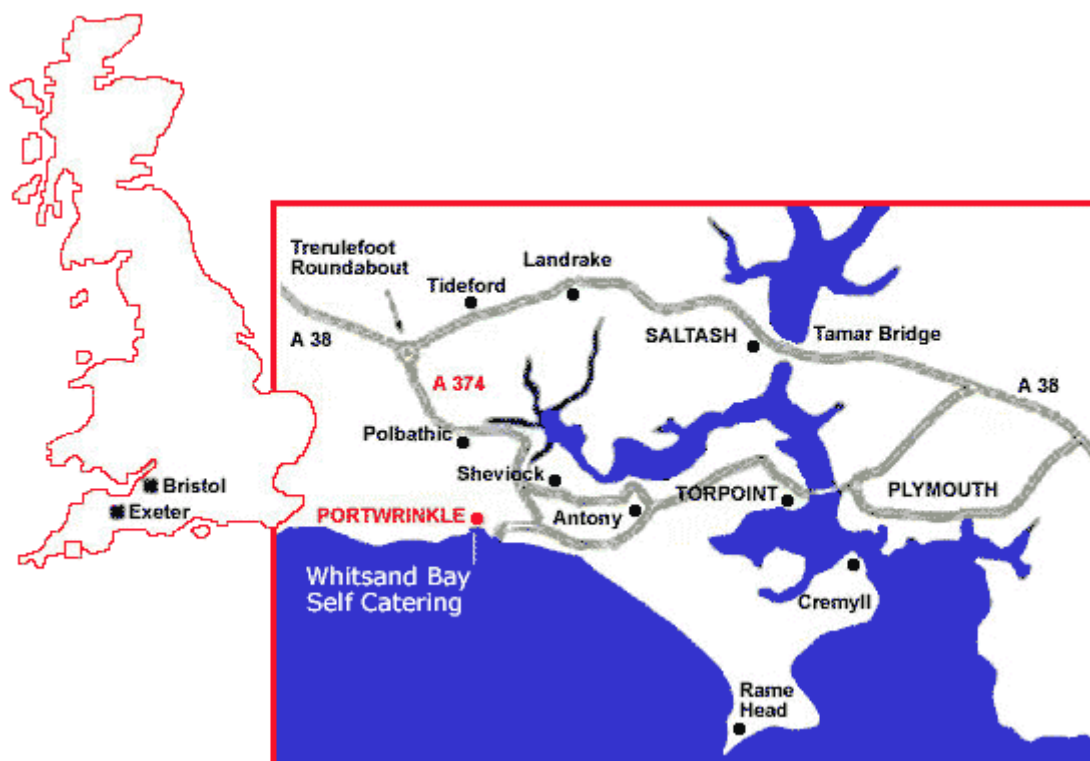 Trerulefoot
Roundabout
Landrake
Tideford
A 38
SALTASH
Tamar Bridge
A 374
A 38
Polbathic
Sheviock
Bristol
Exeter
PORTWRINKLE
Antony
TORPOINT
PLYMOUTH
Whitsand Bay
Self Catering
Cremyll
Rame
Head